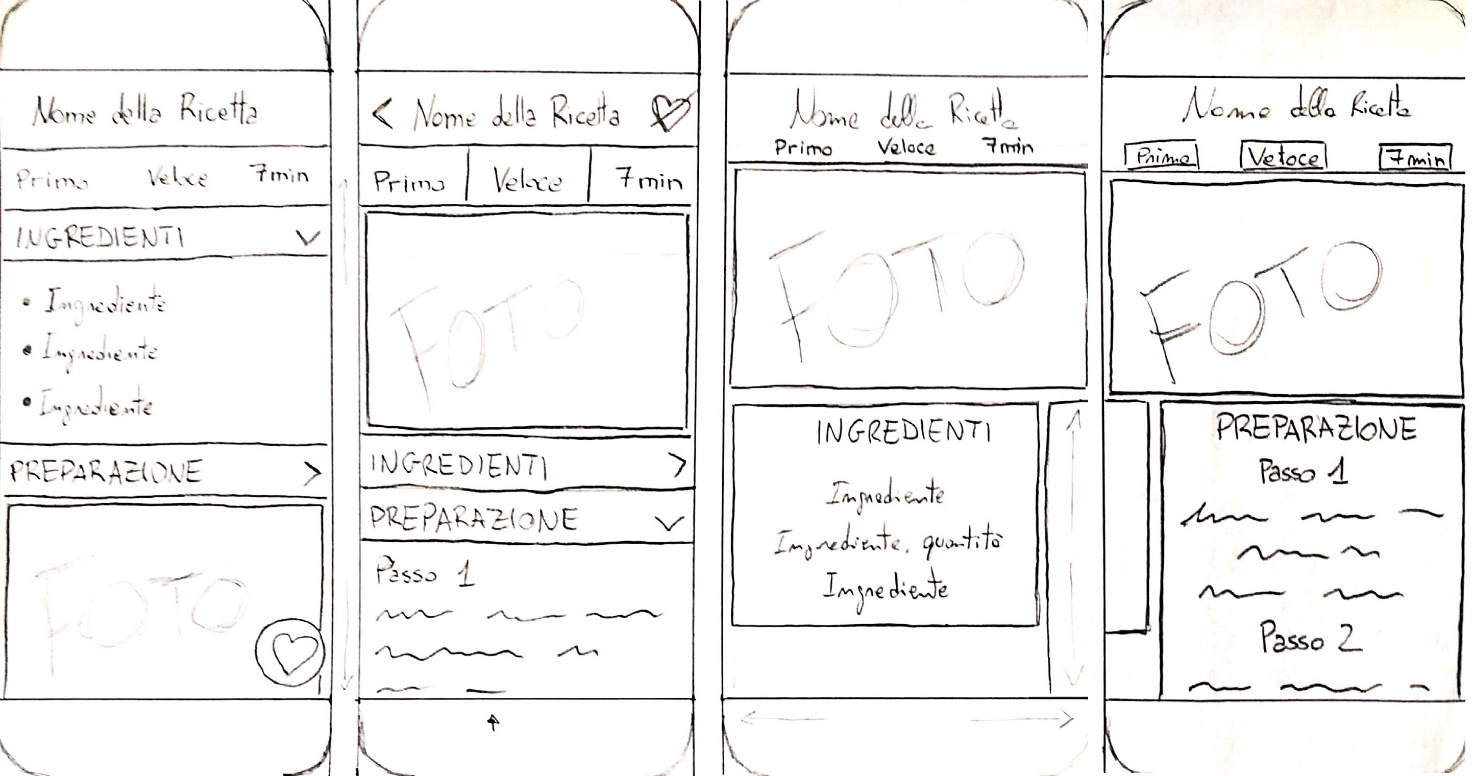 Nome della Ricetta
Primo Veloce 7min
INGREDIENTI
• Ingrediente
• Ingrediente
• Ingrediente
PREPARAZIONE
FOTO
Nome della Ricetta
Primo Veloce 7min
FOTO
INGREDIENTI
PREPARAZIONE
Passo 1
Nome della Ricetta
Primo Veloce 7min
FOTO
INGREDIENTI
Ingrediente
Ingrediente, quantità
Ingrediente
Nome della Ricetta
Primo Veloce 7min
FOTO
PREPARAZIONE
Passo 1
Passo 2